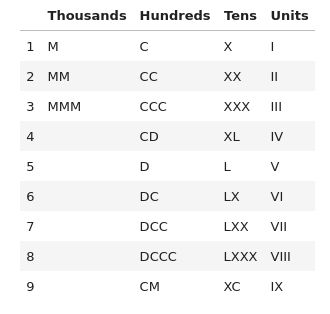 Thousands Hundreds Tens Units
1 M C X I
2 MM CC XX II
3 MMM CCC XXX III
4 CD XL IV
5 D L V
6 DC LX VI
7 DCC LXX VII
8 DCCC LXXX VIII
9 CM XC IX